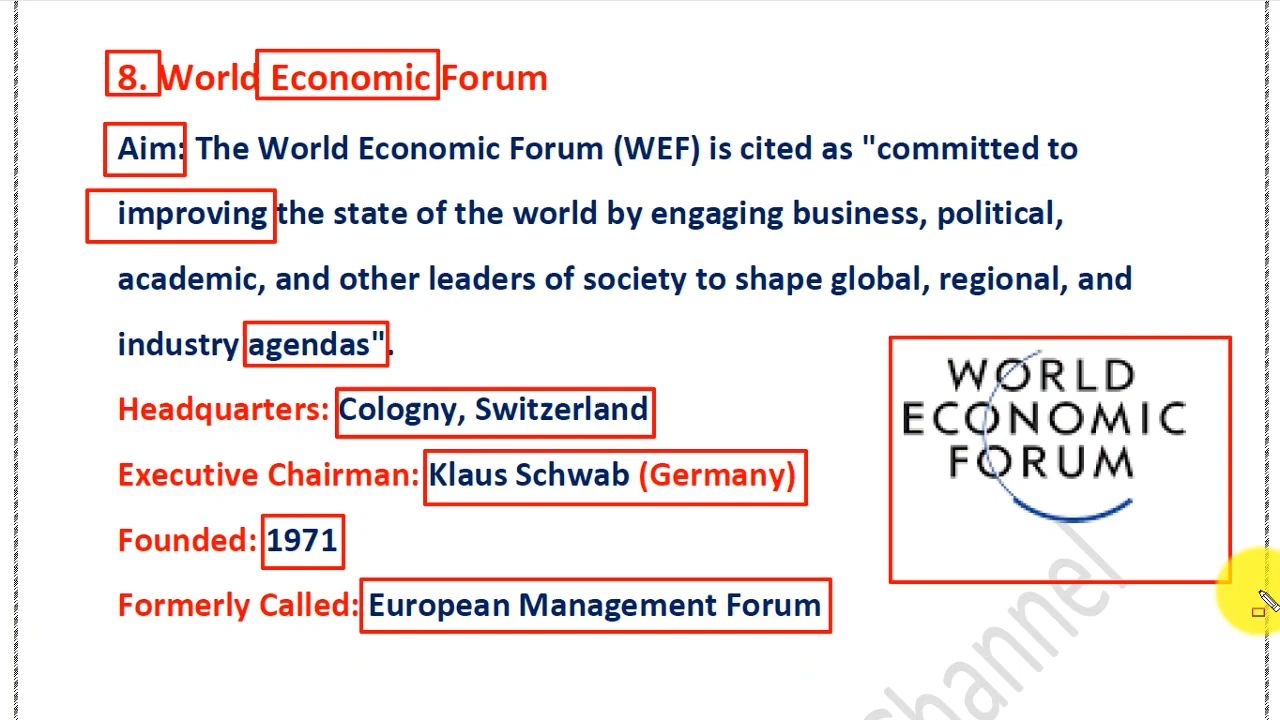 8. World Economic Forum
Aim: The World Economic Forum (WEF) is cited as "committed to
improving the state of the world by engaging business, political,
academic, and other leaders of society to shape global, regional, and
industry agendas".
WORLD
ECONOMIC
FORUM
Headquarters: Cologny, Switzerland
Executive Chairman: Klaus Schwab (Germany)
Founded: 1971
Formerly Called: European Management Forum
Channel